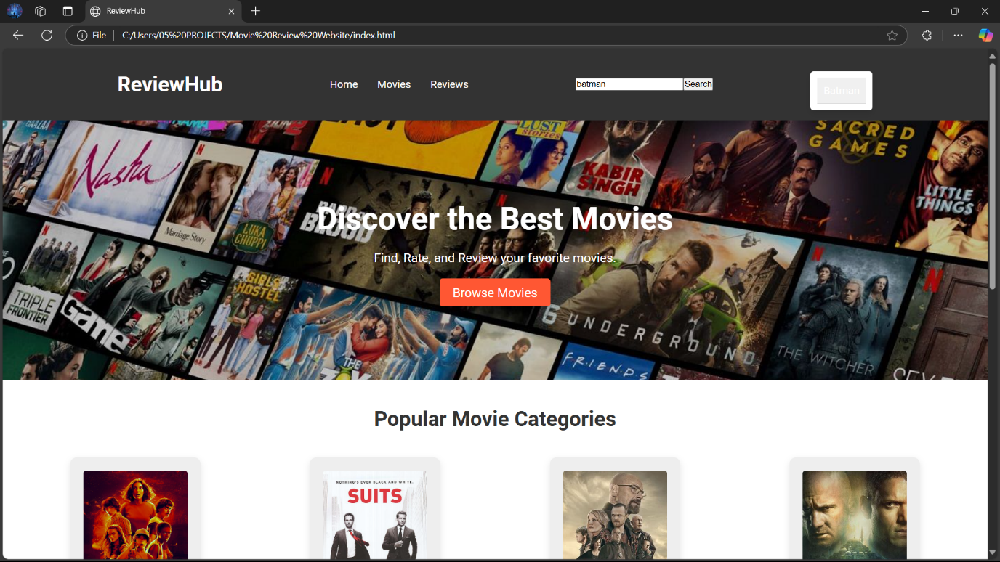 ReviewHub
File
C:/Users/05%20PROJECTS/Movie%20Review%20Website/index.html
ReviewHub
Home Movies Reviews
batman
Search
Batman
Nasha
Marriage Story
LUKA
CHUPPI
LUST
stories
KABIR
SINGH
SACRED
GAMES
LITTLE
THINGS
BARD
BLOOD
Discover the Best Movies
Find, Rate, and Review your favorite movies.
Browse Movies
TRIPLE
FRONTIER
Game
GIRLS
HOSTEL
THE
6 UNDERGROUND
FRIENDS
THE WITCHER
Popular Movie Categories
NOTHING'S EVER BLACK AND WHITE.
SUITS